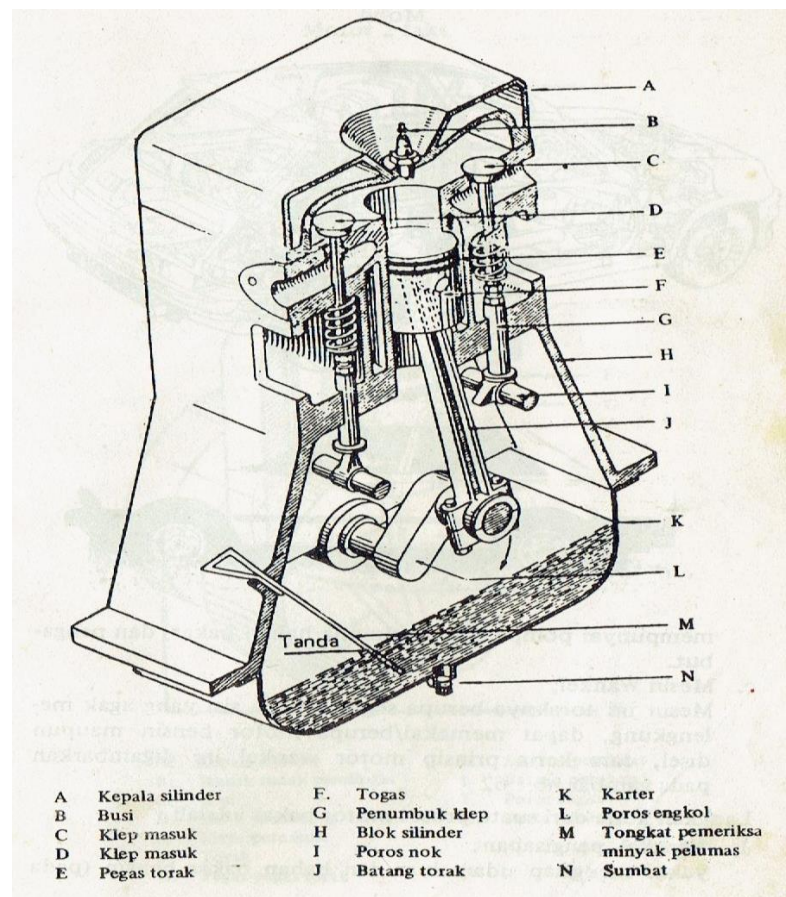 A
B
C
D
E
F
G
H
I
J
K
L
M
N
Tanda
A Kepala silinder
B Busi
C Klep masuk
D Klep masuk
E Pegas torak
F. Togas
G Penumbuk klep
H Blok silinder
I Poros nok
J Batang torak
K Karter
L Poros engkol
M Tongkat pemeriksa
minyak pelumas
N Sumbat